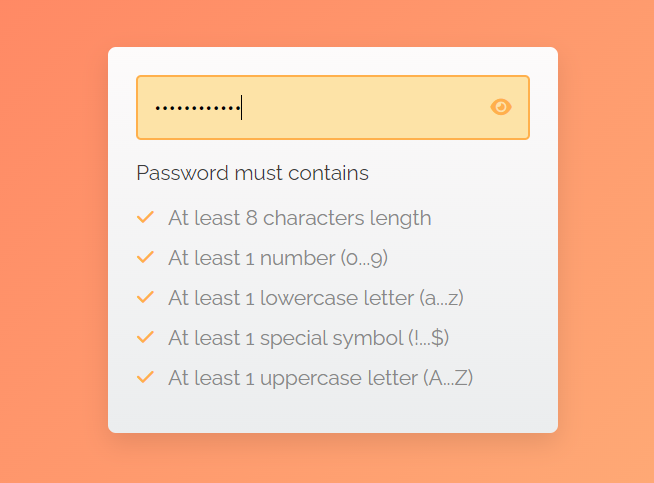 ••••••••••••
Password must contains
At least 8 characters length
At least 1 number (0...9)
At least 1 lowercase letter (a...z)
At least 1 special symbol (!...$)
At least 1 uppercase letter (A...Z)